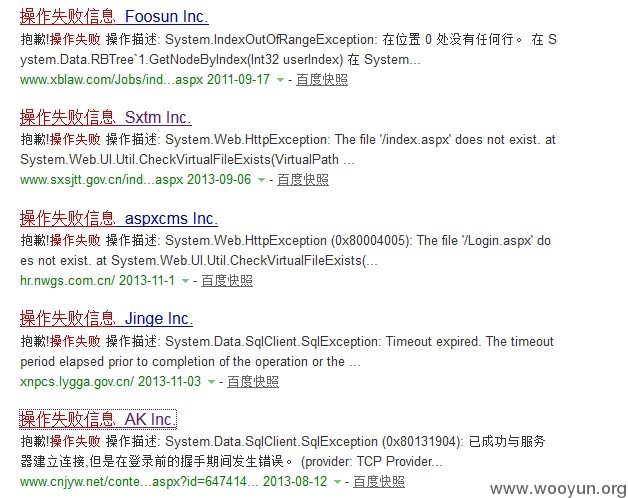 操作失败信息 Foosun Inc.
抱歉!操作失败 操作描述: System.IndexOutOfRangeException: 在位置 0 处没有任何行。 在 S
ystem.Data.RBTree`1.GetNodeByIndex(Int32 userIndex) 在 System...
www.xblaw.com/Jobs/ind...aspx 2011-09-17 - 百度快照
操作失败信息 Sxtm Inc.
抱歉!操作失败 操作描述: System.Web.HttpException: The file '/index.aspx' does not exist. at
System.Web.UI.Util.CheckVirtualFileExists(VirtualPath ...
www.sxsjtt.gov.cn/ind...aspx 2013-09-06 - 百度快照
操作失败信息 aspxcms Inc.
抱歉!操作失败 操作描述: System.Web.HttpException (0x80004005): The file '/Login.aspx' do
es not exist. at System.Web.UI.Util.CheckVirtualFileExists(...
hr.nwgs.com.cn/ 2013-11-1 - 百度快照
操作失败信息 Jinge Inc.
抱歉!操作失败 操作描述: System.Data.SqlClient.SqlException: Timeout expired. The timeout
period elapsed prior to completion of the operation or the ...
xnpcs.lygga.gov.cn/ 2013-11-03 - 百度快照
操作失败信息 AK Inc.
抱歉!操作失败 操作描述: System.Data.SqlClient.SqlException (0x80131904): 已成功与服务
器建立连接,但是在登录前的握手期间发生错误。 (provider: TCP Provider...
www.cnjyw.net/conte...aspx?id=647414... 2013-08-12 - 百度快照
www.wooyun.org